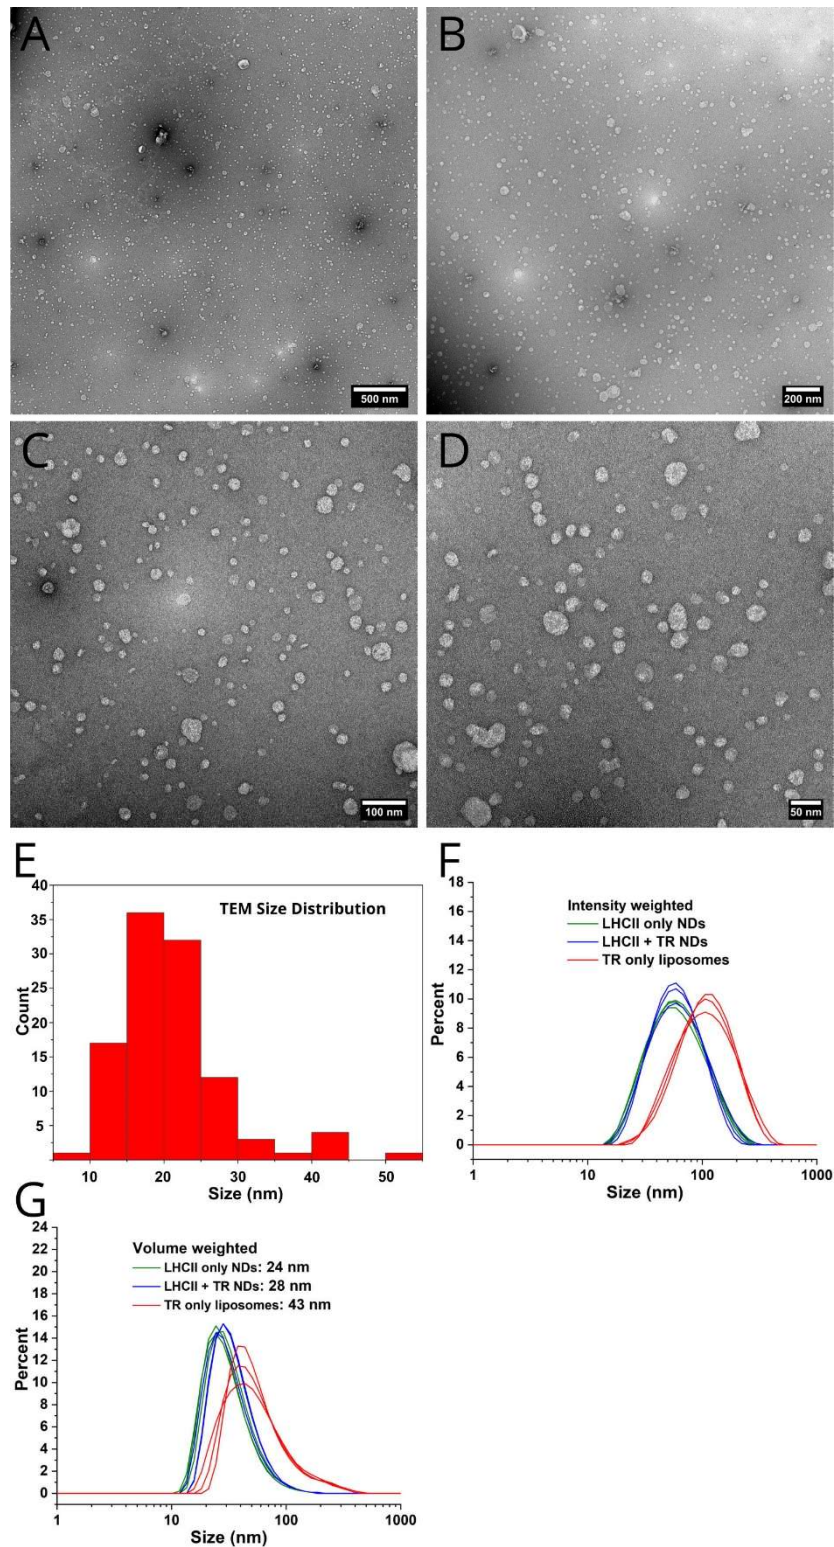 A
B
500 nm
200 nm
C
D
100 nm
50 nm
E
TEM Size Distribution
40
35
30
25
20
15
10
5
Count
10
20
30
40
50
Size (nm)
F
Intensity weighted
LHCII only NDs
LHCII + TR NDs
TR only liposomes
18
16
14
12
10
8
6
4
2
0
Percent
1
10
100
1000
Size (nm)
G
Volume weighted
LHCII only NDs: 24 nm
LHCII + TR NDs: 28 nm
TR only liposomes: 43 nm
24
22
20
18
16
14
12
10
8
6
4
2
0
Percent
1
10
100
1000
Size (nm)